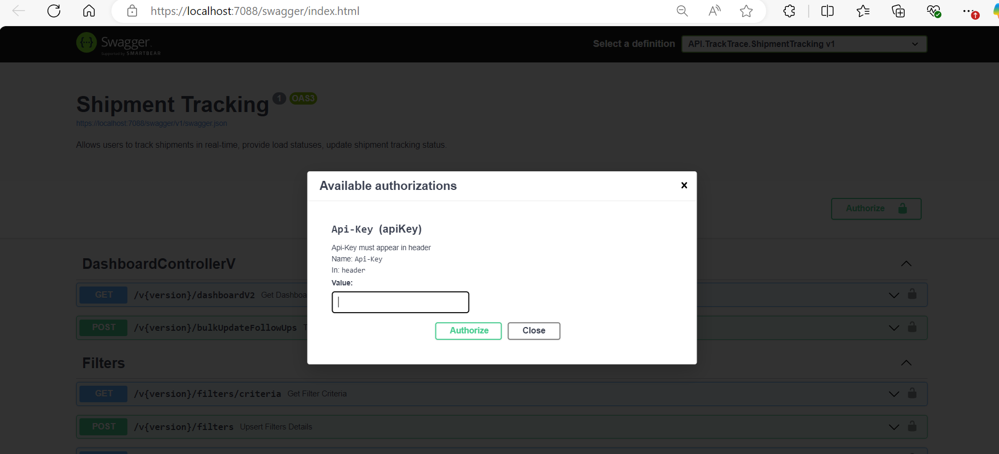 https://localhost:7088/swagger/index.html
Swagger.
Supported by SMARTBEAR
Select a definition
API.TrackTrace.ShipmentTracking v1
Shipment Tracking 1 OAS3
https://localhost:7088/swagger/v1/swagger.json
Allows users to track shipments in real-time, provide load statuses, update shipment tracking status.
Available authorizations
Authorize
Api-Key (apiKey)
Api-Key must appear in header
Name: Api-Key
In: header
Value:
Authorize Close
DashboardControllerV
GET /v{version}/dashboardV2 Get Dashboa
POST /v{version}/bulkUpdateFollowUps T
Filters
GET /v{version}/filters/criteria Get Filter Criteria
POST /v{version}/filters Upsert Filters Details